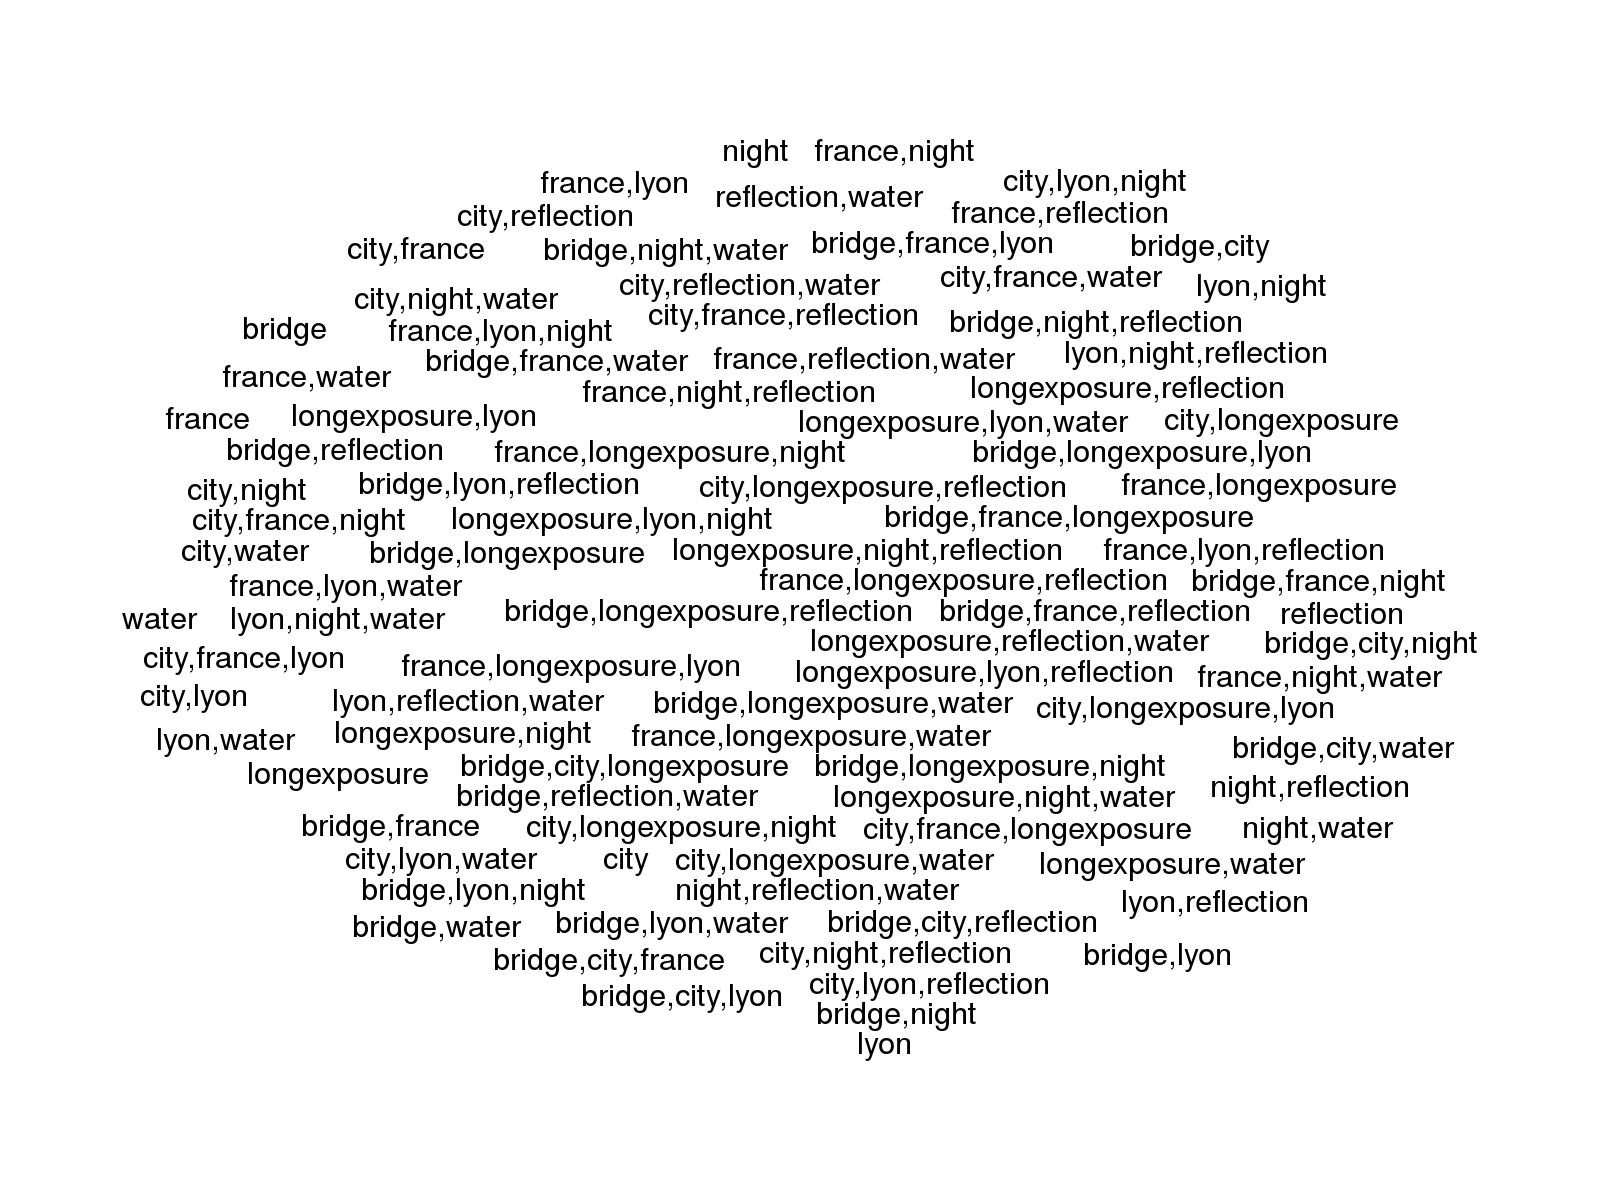 night france,night
france,lyon reflection,water city,lyon,night
city,reflection france,reflection
city,france bridge,night,water bridge,france,lyon bridge,city
city,night,water city,reflection,water city,france,water lyon,night
bridge france,lyon,night city,france,reflection bridge,night,reflection
france,water bridge,france,water france,reflection,water lyon,night,reflection
france,night,reflection longexposure,reflection
france longexposure,lyon longexposure,lyon,water city,longexposure
bridge,reflection france,longexposure,night bridge,longexposure,lyon
city,night bridge,lyon,reflection city,longexposure,reflection france,longexposure
city,france,night longexposure,lyon,night bridge,france,longexposure
city,water bridge,longexposure longexposure,night,reflection france,lyon,reflection
france,lyon,water france,longexposure,reflection bridge,france,night
water lyon,night,water bridge,longexposure,reflection bridge,france,reflection reflection
longexposure,reflection,water bridge,city,night
city,france,lyon france,longexposure,lyon longexposure,lyon,reflection france,night,water
city,lyon lyon,reflection,water bridge,longexposure,water city,longexposure,lyon
lyon,water longexposure,night france,longexposure,water bridge,city,water
longexposure bridge,city,longexposure bridge,longexposure,night
bridge,reflection,water longexposure,night,water night,reflection
bridge,france city,longexposure,night city,france,longexposure night,water
city,lyon,water city city,longexposure,water longexposure,water
bridge,lyon,night night,reflection,water lyon,reflection
bridge,water bridge,lyon,water bridge,city,reflection
bridge,city,france city,night,reflection bridge,lyon
bridge,city,lyon city,lyon,reflection
bridge,night
lyon